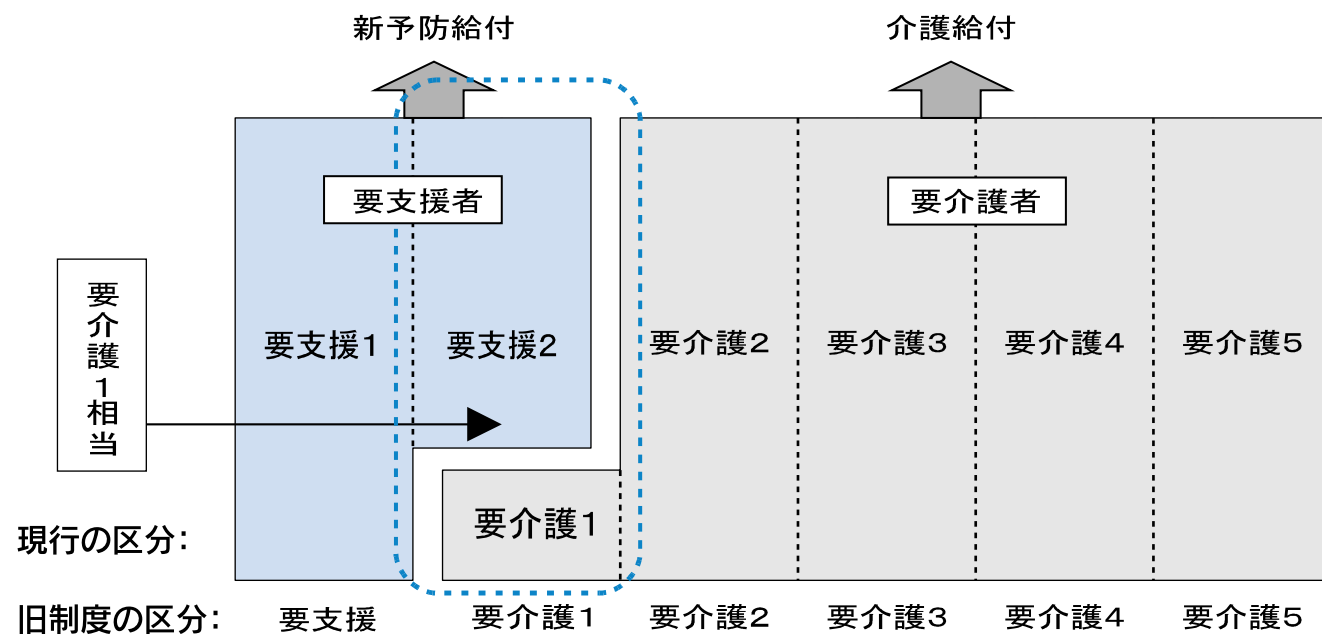 新予防給付
介護給付
要支援者
要介護者
要介護1相当
要支援1
要支援2
要介護2
要介護3
要介護4
要介護5
要介護1
現行の区分：
旧制度の区分：
要支援
要介護1
要介護2
要介護3
要介護4
要介護5